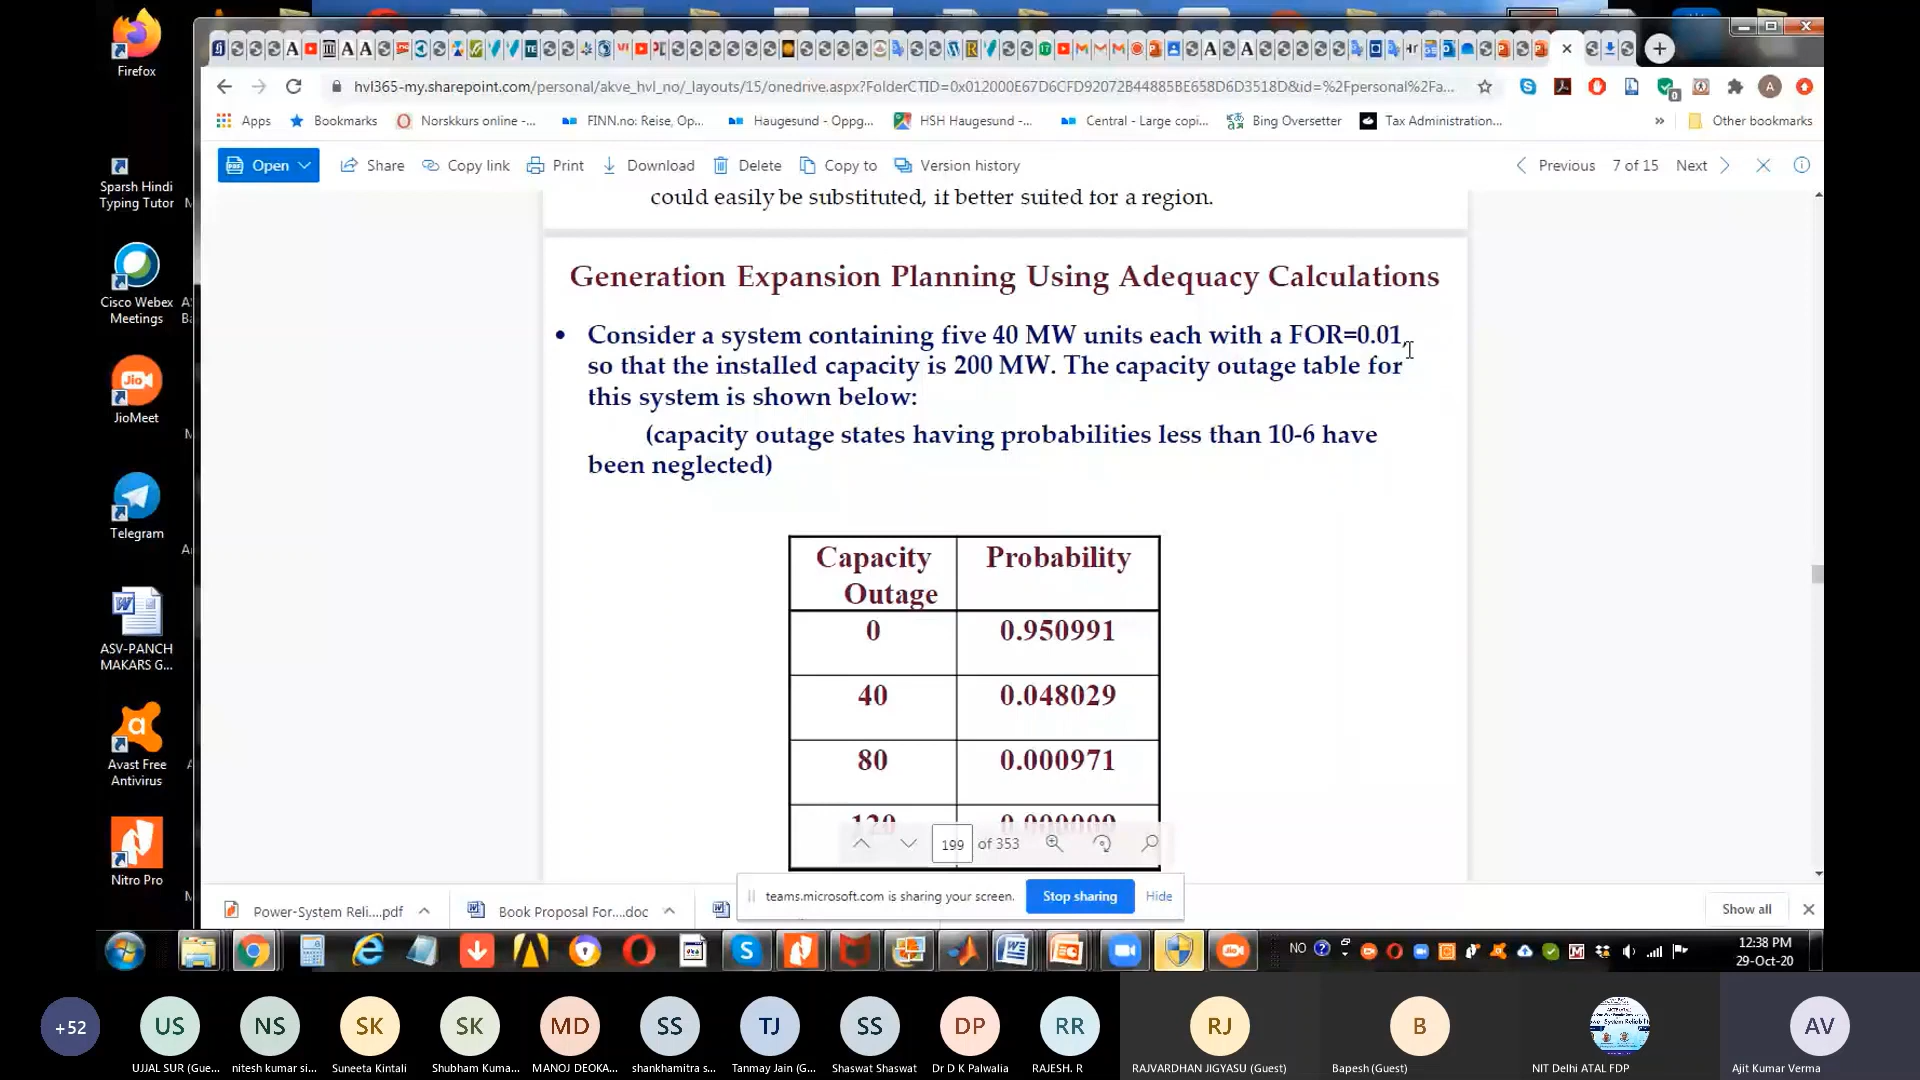 Firefox
Sparsh Hindi
Typing Tutor
Cisco Webex
Meetings
JioMeet
Telegram
ASV-PANCH
MAKARS G...
Avast Free
Antivirus
Nitro Pro
hvl365-my.sharepoint.com/personal/akve_hvl_no/_layouts/15/onedrive.aspx?FolderCTID=0x012000E67D6CFD92072B44885BE658D6D3518D&id=%2Fpersonal%2Fa...
Apps Bookmarks Norskkurs online -... FINN.no: Reise, Op... Haugesund - Oppg... HSH Haugesund -... Central - Large copi... Bing Oversetter Tax Administration... » Other bookmarks
Open Share Copy link Print Download Delete Copy to Version history Previous 7 of 15 Next
could easily be substituted, if better suited for a region.
Generation Expansion Planning Using Adequacy Calculations
• Consider a system containing five 40 MW units each with a FOR=0.01,
so that the installed capacity is 200 MW. The capacity outage table for
this system is shown below:
(capacity outage states having probabilities less than 10-6 have
been neglected)
Capacity Probability
Outage
0 0.950991
40 0.048029
80 0.000971
120
199 of 353
teams.microsoft.com is sharing your screen. Stop sharing Hide
Power-System Reli....pdf Book Proposal For....doc Show all
NO 12:38 PM
29-Oct-20
+52 US NS SK SK MD SS TJ SS DP RR RJ B AV
UJJAL SUR (Gue... nitesh kumar si... Suneeta Kintali Shubham Kuma... MANOJ DEOKA... shankhamitra s... Tanmay Jain (G... Shaswat Shaswat Dr D K Palwalia RAJESH. R RAJVARDHAN JIGYASU (Guest) Bapesh (Guest) NIT Delhi ATAL FDP Ajit Kumar Verma